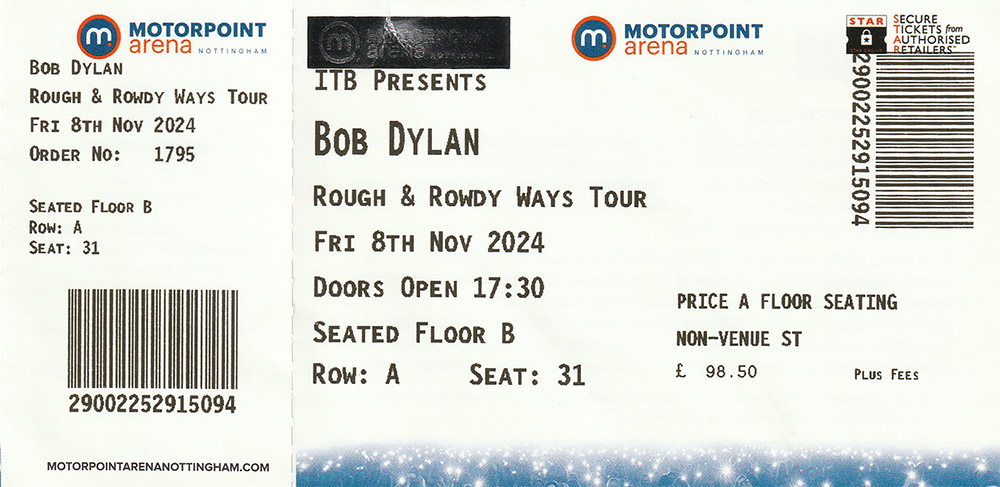 MOTORPOINT
arena NOTTINGHAM
BOB DYLAN
ROUGH & ROWDY WAYS TOUR
FRI 8TH NOV 2024
ORDER NO: 1795
SEATED FLOOR B
ROW: A
SEAT: 31
29002252915094
MOTORPOINTARENANOTTINGHAM.COM
m MOTORPOINT
arena NOTTINGHAM
ITB PRESENTS
BOB DYLAN
ROUGH & ROWDY WAYS TOUR
FRI 8TH NOV 2024
DOORS OPEN 17:30
SEATED FLOOR B
ROW: A SEAT: 31
m MOTORPOINT
arena NOTTINGHAM
PRICE A FLOOR SEATING
NON-VENUE ST
£ 98.50 PLUS FEES
STAR
SECURE
TICKETS from
AUTHORISED
RETAILERS
29002252915094